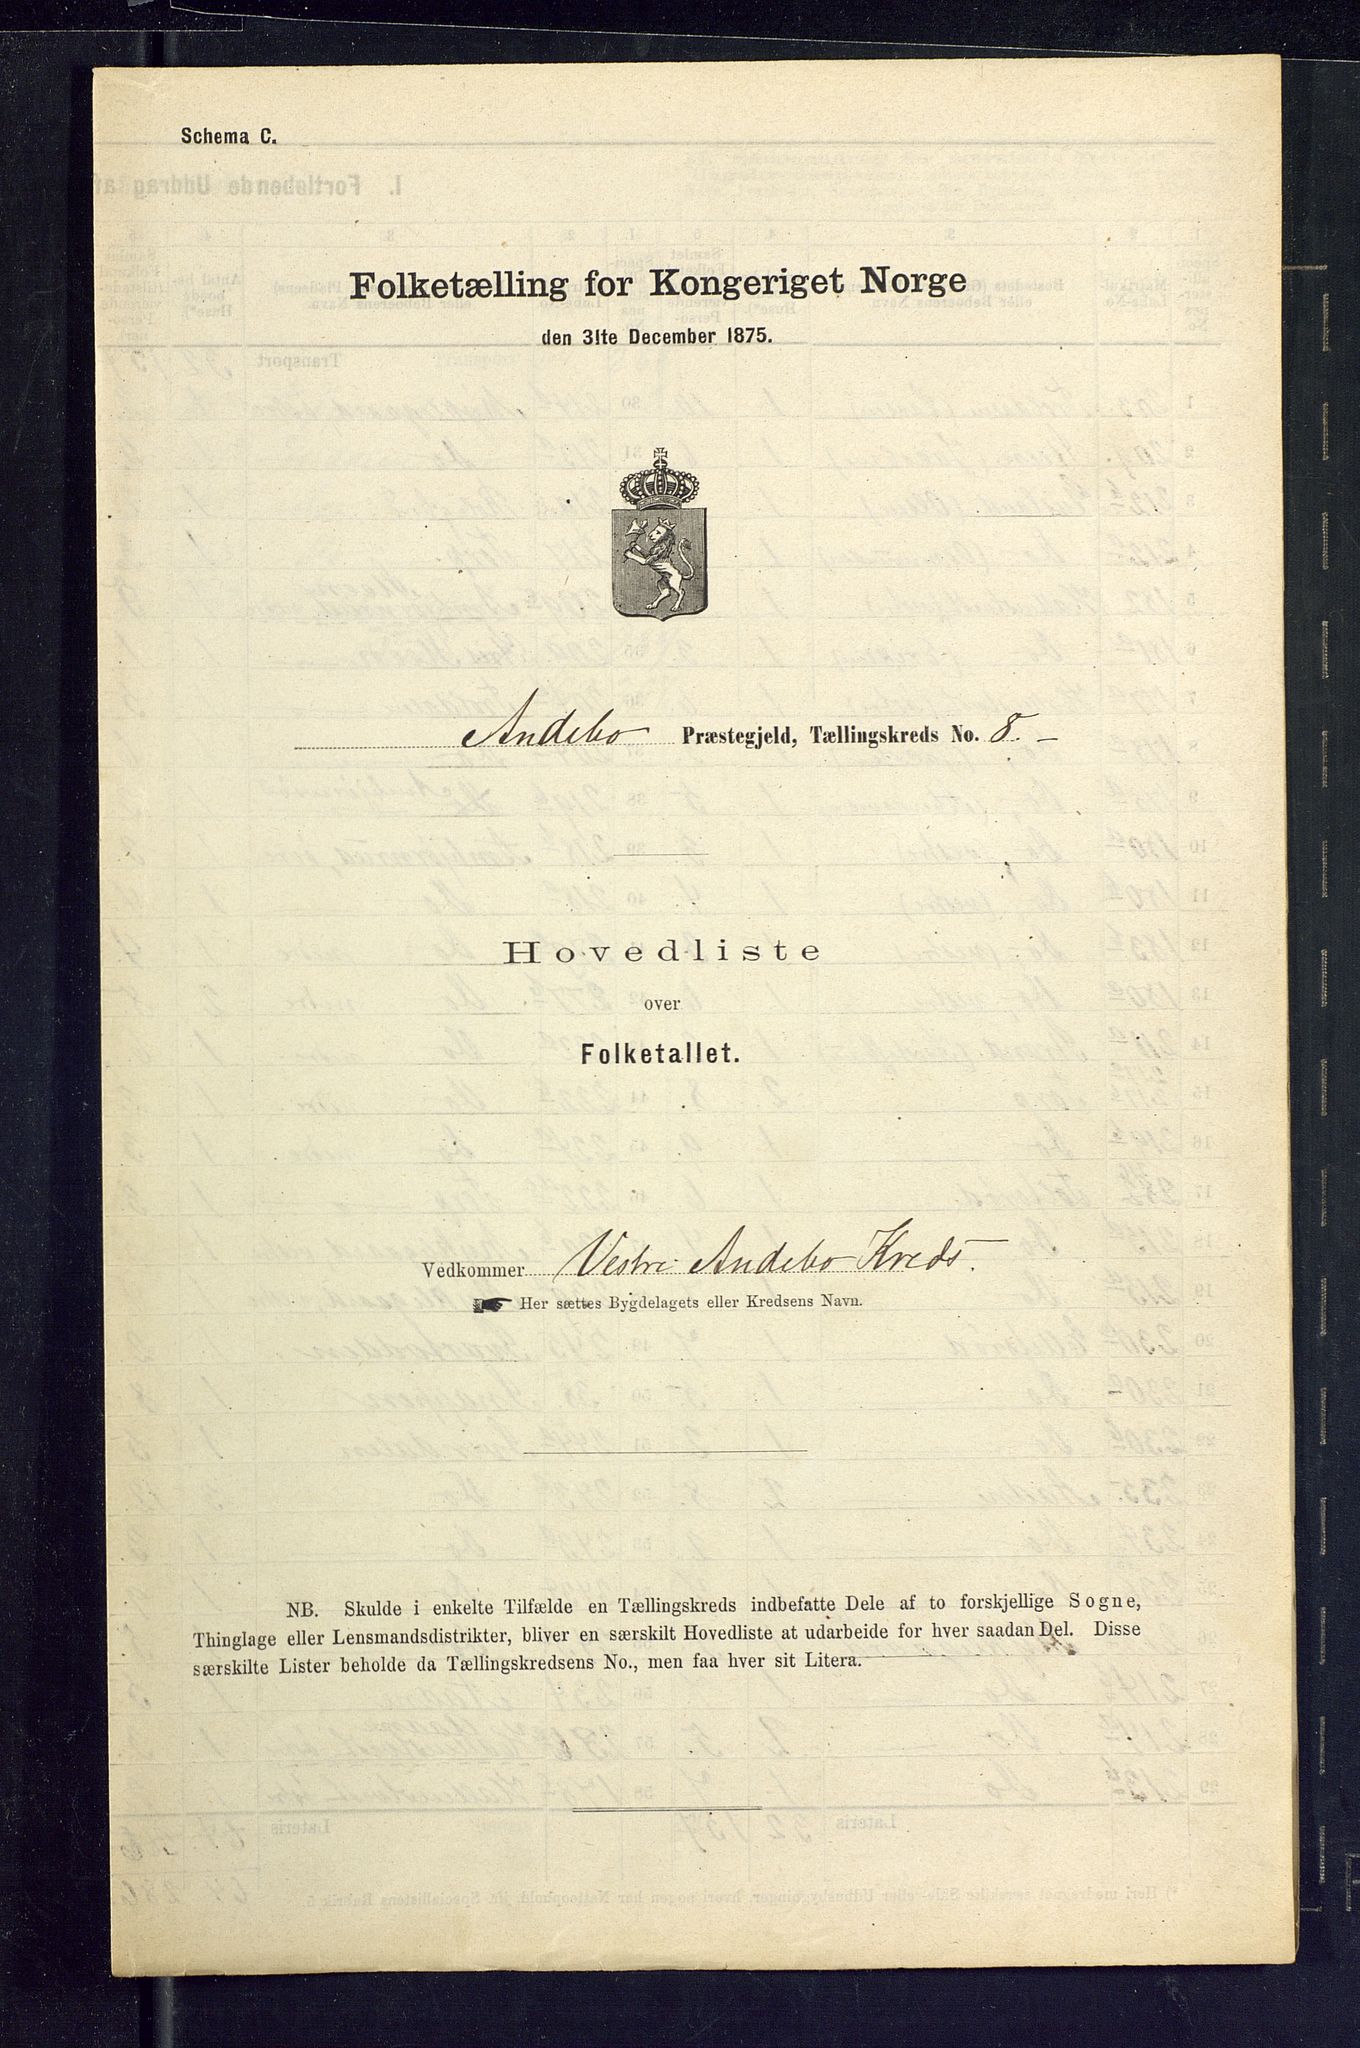 Schema C.
Folketælling for Kongeriget Norge
den 31te December 1875.
Andebo Præstegjeld, Tællingskreds No. 8. –
Hovedliste
over
Folketallet.
Vedkommer Vestre Andebo Kreds.
Her sættes Bygdelagets eller Kredsens Navn.
NB. Skulde i enkelte Tilfælde en Tællingskreds indbefatte Dele af to forskjellige Sogne,
Thinglage eller Lensmandsdistrikter, bliver en særskilt Hovedliste at udarbeide for hver saadan Del. Disse
særskilte Lister beholde da Tællingskredsens No., men faa hver sit Litera.